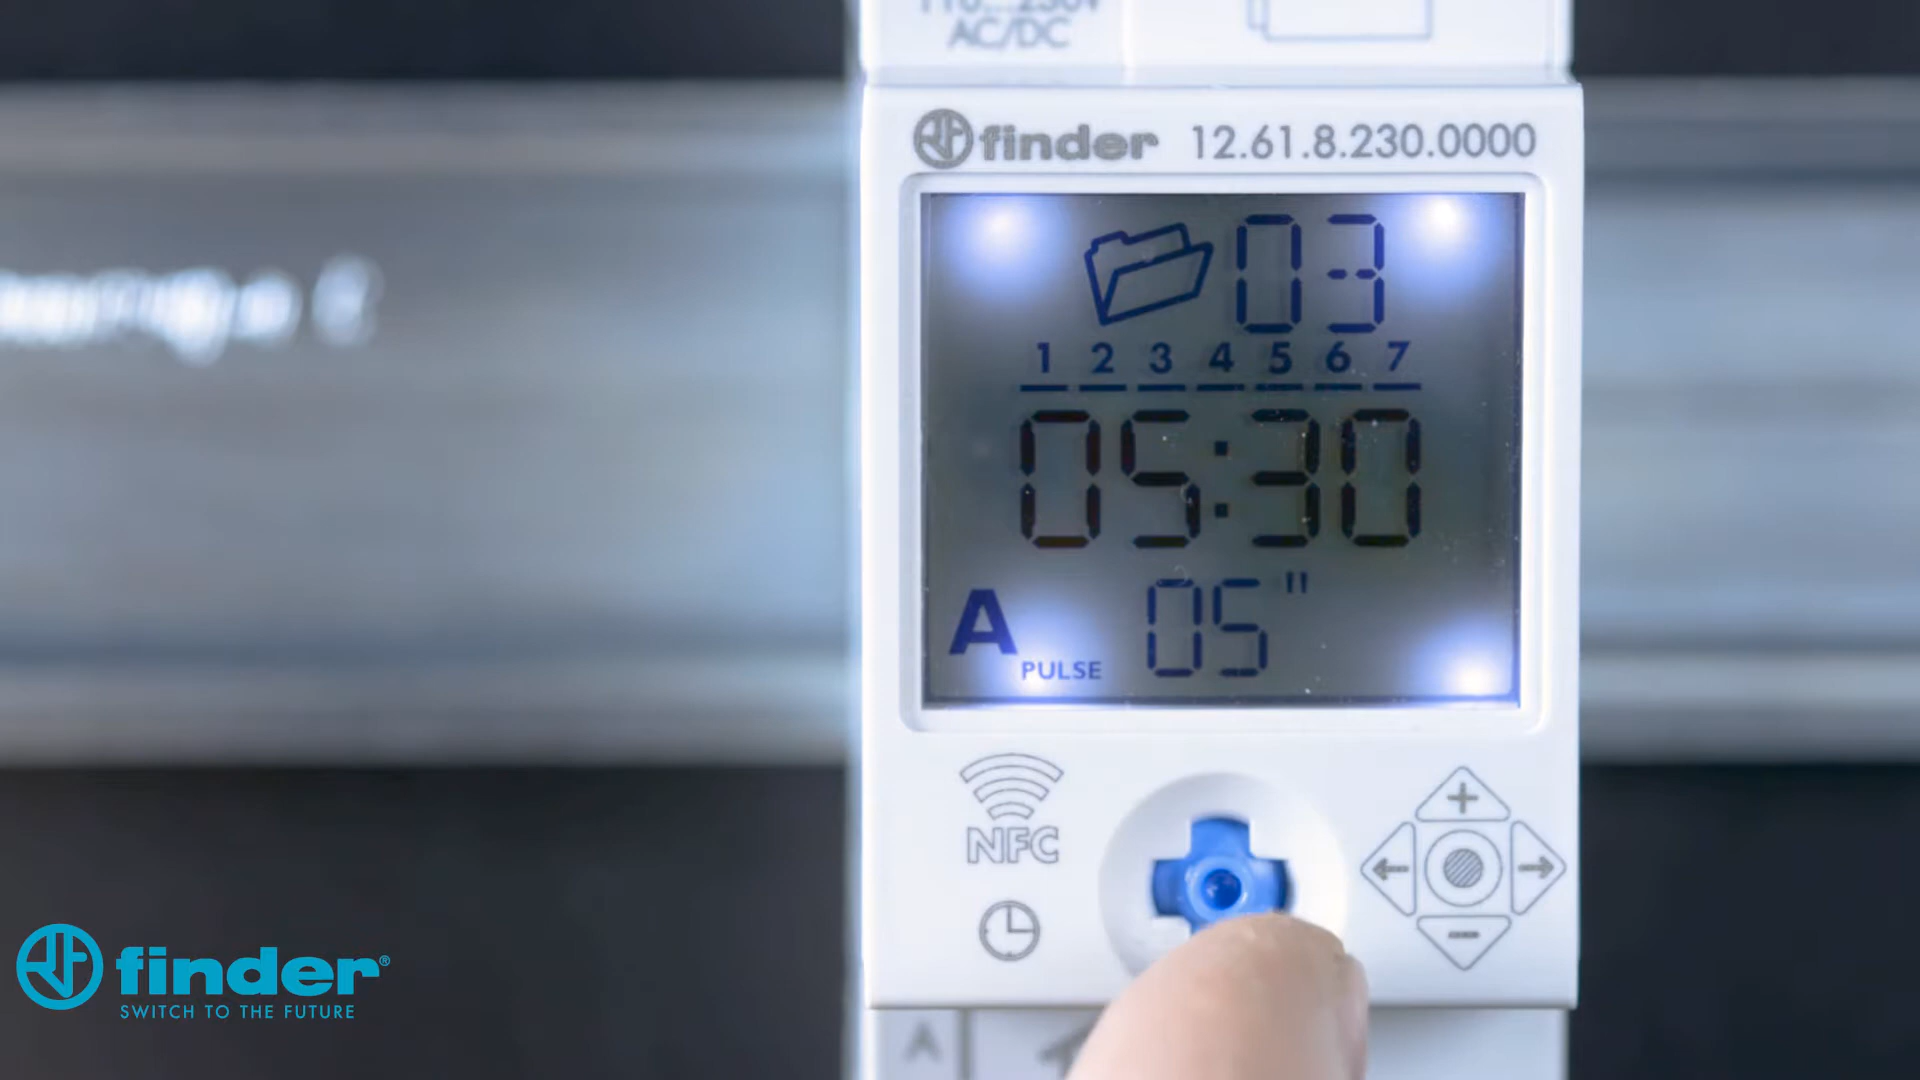 AC/DC
finder 12.61.8.230.0000
03
1 2 3 4 5 6 7
05:30
A PULSE 05"
NFC
finder®
SWITCH TO THE FUTURE